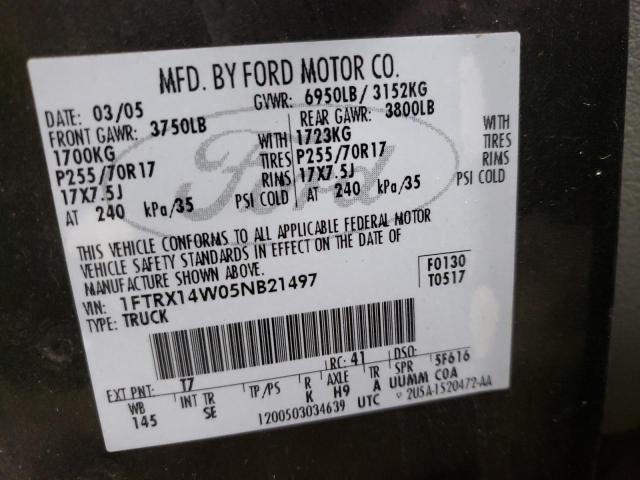 MFD. BY FORD MOTOR CO.
DATE: 03/05 GVWR: 6950LB / 3152KG
FRONT GAWR: 3750LB REAR GAWR: 3800LB
1700KG WITH 1723KG WITH
P255/70R17 TIRES P255/70R17 TIRES
17X7.5J RIMS 17X7.5J RIMS
AT 240 kPa/35 PSI COLD AT 240 kPa/35 PSI COLD
Ford
THIS VEHICLE CONFORMS TO ALL APPLICABLE FEDERAL MOTOR
VEHICLE SAFETY STANDARDS IN EFFECT ON THE DATE OF
MANUFACTURE SHOWN ABOVE.
VIN: 1FTRX14W05NB21497 F0130
TYPE: TRUCK T0517
RC: 41 DSO:
EXT PNT: T7 5F616
WB INT TR TP/PS R AXLE TR SPR
145 SE K H9 A UUMM COA
1200503034639 UTC 2U5A-1520472-AA